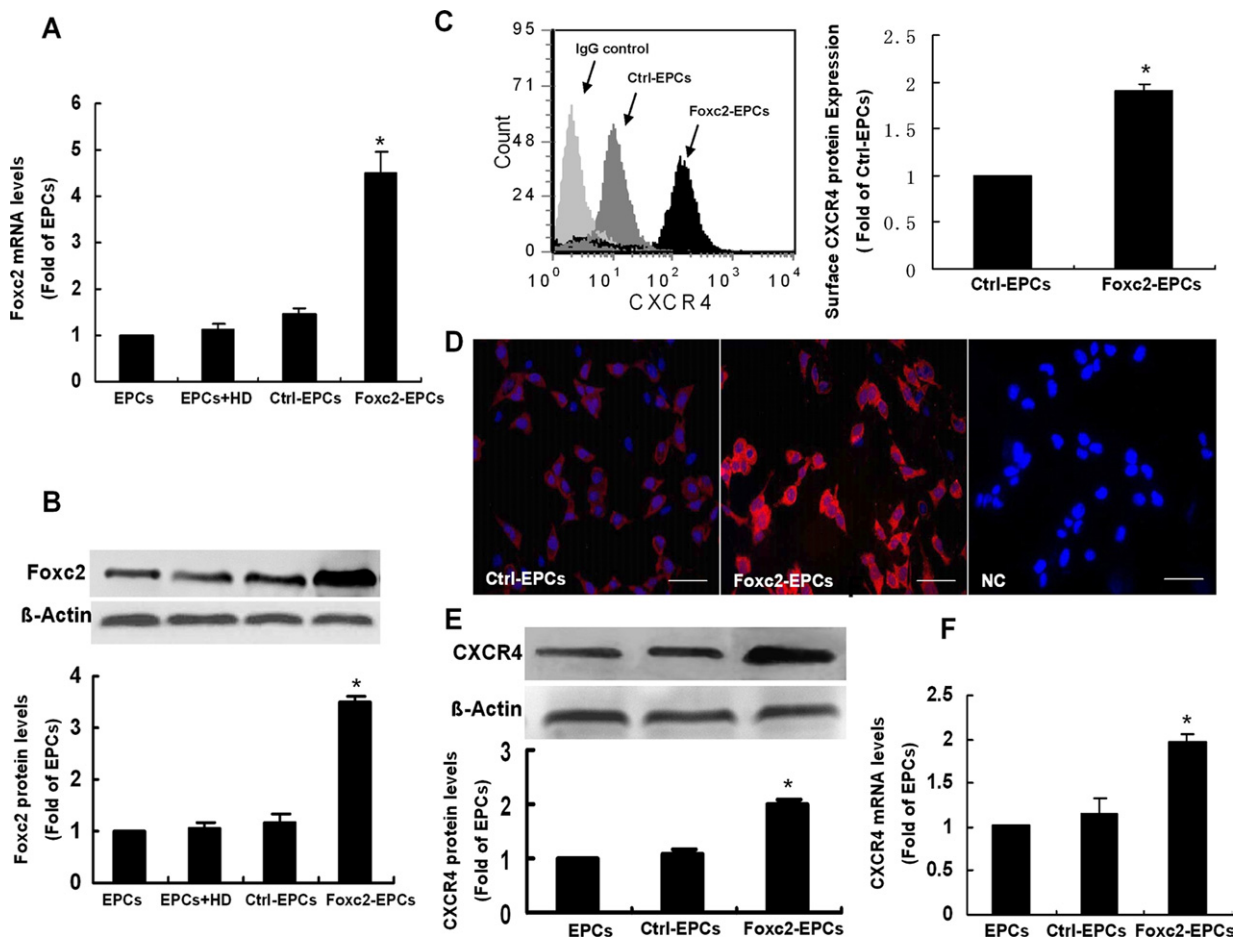 A
Foxc2 mRNA levels
(Fold of EPCs)
6
5
4
3
2
1
0
EPCs
EPCs+HD
Ctrl-EPCs
Foxc2-EPCs
*
B
Foxc2
ß-Actin
Foxc2 protein levels
(Fold of EPCs)
4
3
2
1
0
EPCs
EPCs+HD
Ctrl-EPCs
Foxc2-EPCs
*
C
Count
95
71
48
24
0
IgG control
Ctrl-EPCs
Foxc2-EPCs
10^0 10^1 10^2 10^3 10^4
CXCR4
Surface CXCR4 protein Expression
( Fold of Ctrl-EPCs)
2.5
2
1.5
1
0.5
0
*
Ctrl-EPCs
Foxc2-EPCs
D
Ctrl-EPCs
Foxc2-EPCs
NC
E
CXCR4
ß-Actin
CXCR4 protein levels
(Fold of EPCs)
3
2
1
0
*
EPCs
Ctrl-EPCs
Foxc2-EPCs
F
CXCR4 mRNA levels
(Fold of EPCs)
2.5
2
1.5
1
0.5
0
*
EPCs
Ctrl-EPCs
Foxc2-EPCs